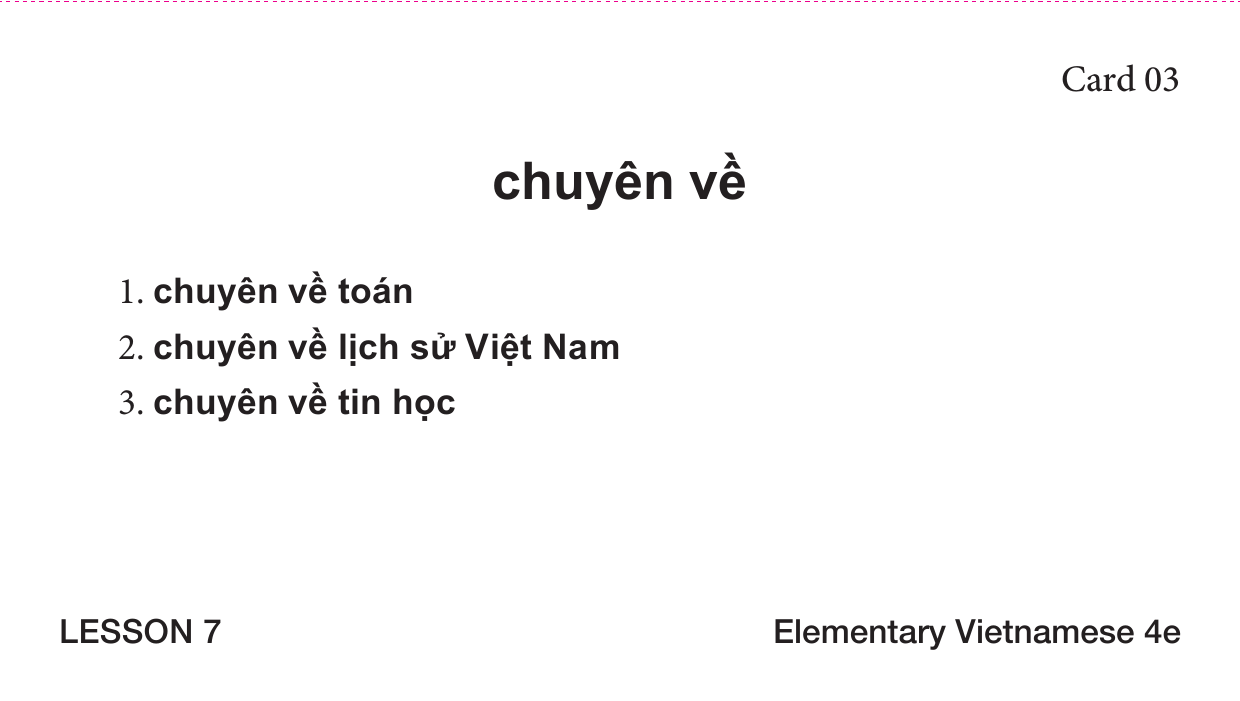 Card 03
chuyên về
1. chuyên về toán
2. chuyên về lịch sử Việt Nam
3. chuyên về tin học
LESSON 7
Elementary Vietnamese 4e